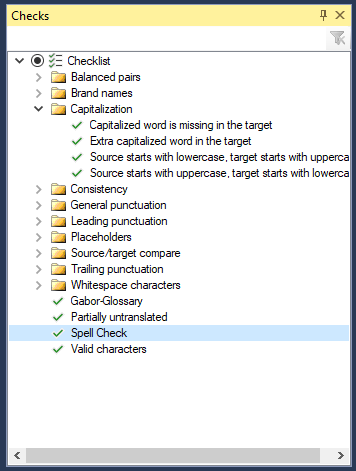 Checks
Checklist
Balanced pairs
Brand names
Capitalization
Capitalized word is missing in the target
Extra capitalized word in the target
Source starts with lowercase, target starts with upperca
Source starts with uppercase, target starts with lowerca
Consistency
General punctuation
Leading punctuation
Placeholders
Source/target compare
Trailing punctuation
Whitespace characters
Gabor-Glossary
Partially untranslated
Spell Check
Valid characters